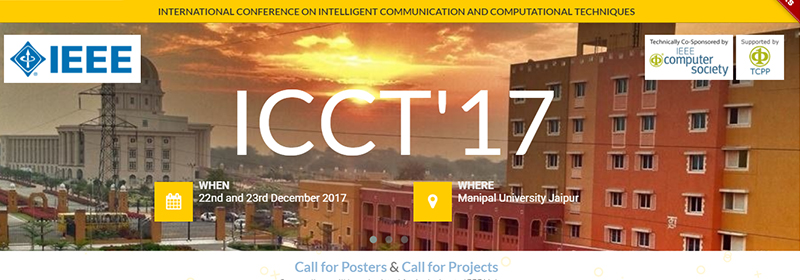 INTERNATIONAL CONFERENCE ON INTELLIGENT COMMUNICATION AND COMPUTATIONAL TECHNIQUES
IEEE
Technically Co-Sponsored by
IEEE
computer
society
Supported by
TCPP
ICCT'17
WHEN
22nd and 23rd December 2017
WHERE
Manipal University Jaipur
Call for Posters & Call for Projects